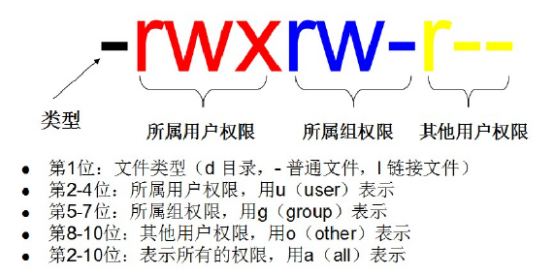 -rwxrw-r--
类型
所属用户权限 所属组权限 其他用户权限
● 第1位：文件类型（d 目录，- 普通文件，l 链接文件）
● 第2-4位：所属用户权限，用u（user）表示
● 第5-7位：所属组权限，用g（group）表示
● 第8-10位：其他用户权限，用o（other）表示
● 第2-10位：表示所有的权限，用a（all）表示